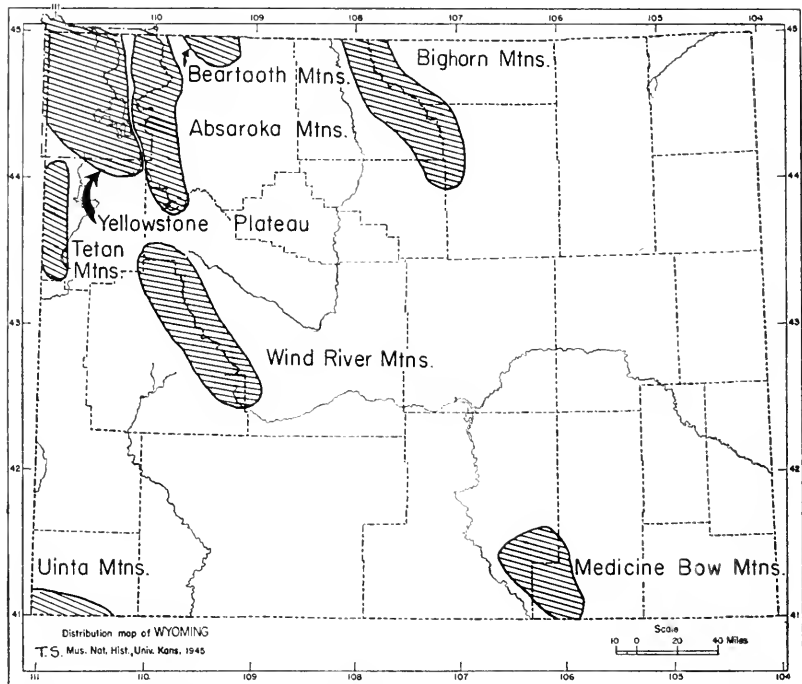 110 109 108 107 106 105 104
45 45
Beartooth Mtns.
Bighorn Mtns.
Absaroka Mtns.
44 44
Yellowstone Plateau
Tetan
Mtns.
43 43
Wind River Mtns.
42 42
Uinta Mtns.
Medicine Bow Mtns.
41 41
Distribution map of WYOMING
T.S. Mus. Nat. Hist., Univ. Kans. 1945
Scale
10 0 20 40 Miles
111 110 109 108 107 106 105 104